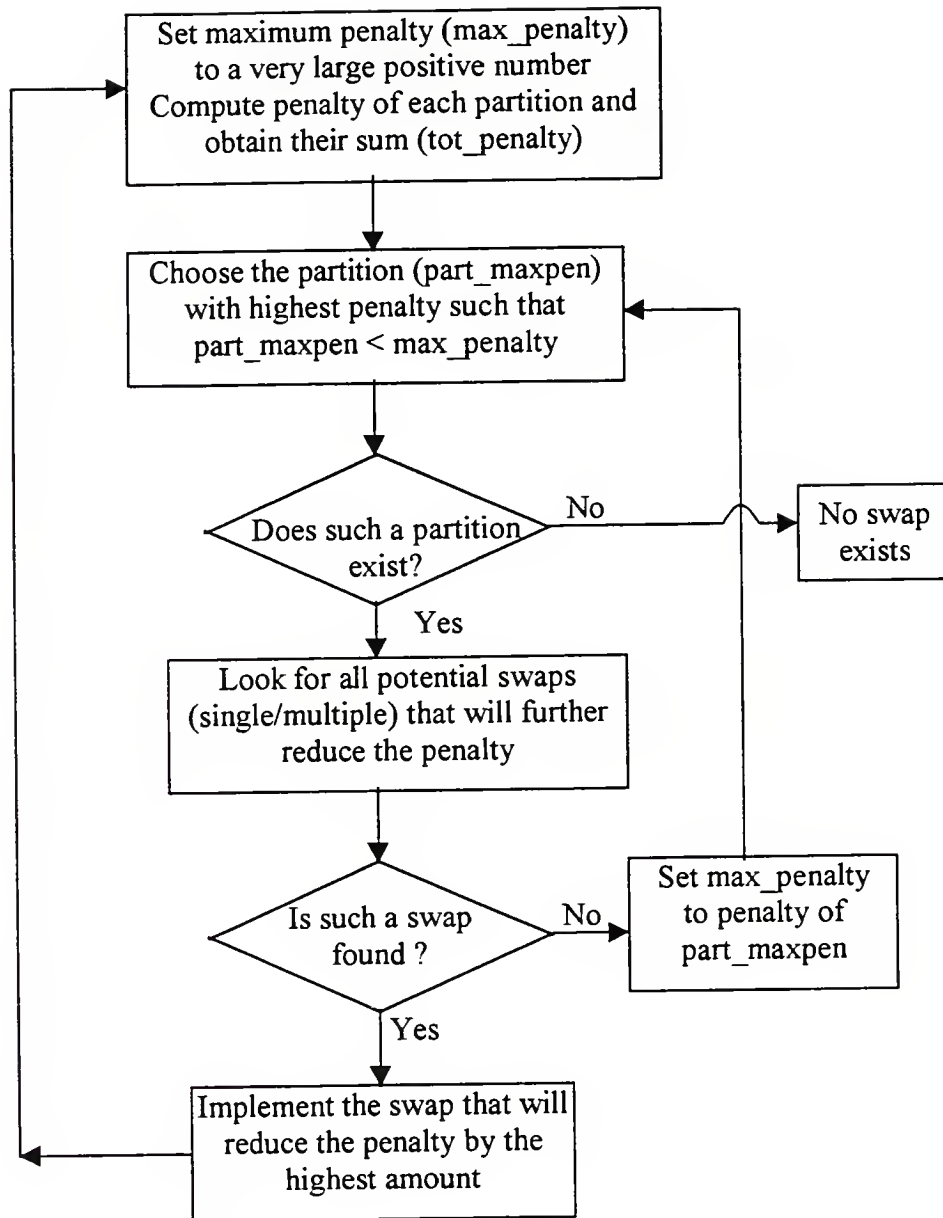 Set maximum penalty (max_penalty)
to a very large positive number
Compute penalty of each partition and
obtain their sum (tot_penalty)
Choose the partition (part_maxpen)
with highest penalty such that
part_maxpen < max_penalty
Does such a partition
exist?
No
No swap
exists
Yes
Look for all potential swaps
(single/multiple) that will further
reduce the penalty
Is such a swap
found ?
No
Set max_penalty
to penalty of
part_maxpen
Yes
Implement the swap that will
reduce the penalty by the
highest amount